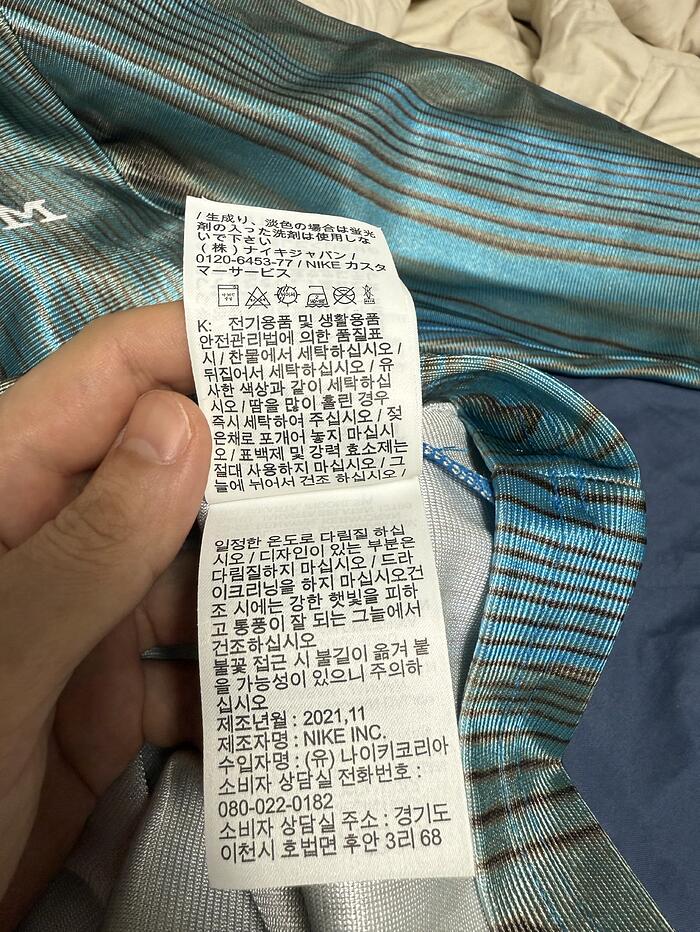 M
/ 生成り、淡色の場合は蛍光
剤の入った洗剤は使用しな
いで下さい
(株)ナイキジャパン /
0120-6453-77 / NIKE カスタ
マーサービス
K: 전기용품 및 생활용품
안전관리법에 의한 품질표
시 / 찬물에서 세탁하십시오 /
뒤집어서 세탁하십시오 / 유
사한 색상과 같이 세탁하십
시오 / 땀을 많이 흘린 경우
즉시 세탁하여 주십시오 / 젖
은채로 포개어 놓지 마십시
오 / 표백제 및 강력 효소제는
절대 사용하지 마십시오 / 그
늘에 뉘어서 건조 하십시오 /
일정한 온도로 다림질 하십
시오 / 디자인이 있는 부분은
다림질하지 마십시오 / 드라
이크리닝을 하지 마십시오건
조 시에는 강한 햇빛을 피하
고 통풍이 잘 되는 그늘에서
건조하십시오
불꽃 접근 시 불길이 옮겨 붙
을 가능성이 있으니 주의하
십시오
제조년월 : 2021,11
제조자명 : NIKE INC.
수입자명 : (유) 나이키코리아
소비자 상담실 전화번호 :
080-022-0182
소비자 상담실 주소 : 경기도
이천시 호법면 후안 3리 68